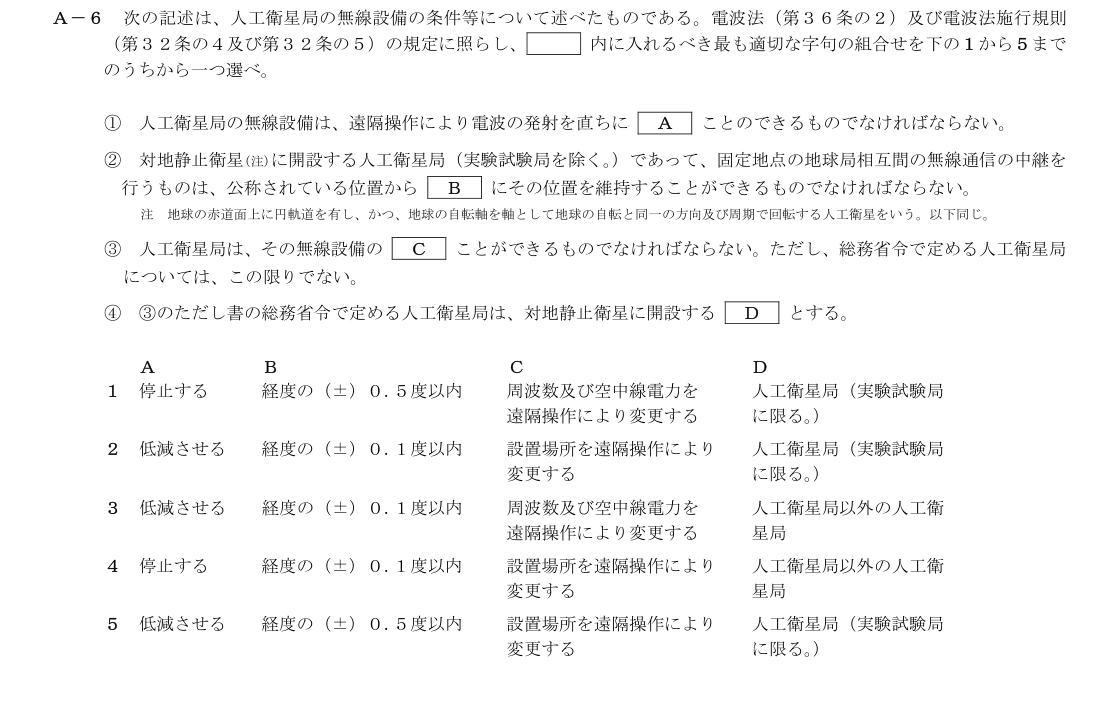 Ａ－６　次の記述は、人工衛星局の無線設備の条件等について述べたものである。電波法（第３６条の２）及び電波法施行規則
（第３２条の４及び第３２条の５）の規定に照らし、　　　内に入れるべき最も適切な字句の組合せを下の１から５まで
のうちから一つ選べ。
①　人工衛星局の無線設備は、遠隔操作により電波の発射を直ちに A ことのできるものでなければならない。
②　対地静止衛星(注)に開設する人工衛星局（実験試験局を除く。）であって、固定地点の地球局相互間の無線通信の中継を
行うものは、公称されている位置から B にその位置を維持することができるものでなければならない。
注　地球の赤道面上に円軌道を有し、かつ、地球の自転軸を軸として地球の自転と同一の方向及び周期で回転する人工衛星をいう。以下同じ。
③　人工衛星局は、その無線設備の C ことができるものでなければならない。ただし、総務省令で定める人工衛星局
については、この限りでない。
④　③のただし書の総務省令で定める人工衛星局は、対地静止衛星に開設する D とする。
A　B　C　D
1　停止する　経度の（±）０.５度以内　周波数及び空中線電力を　人工衛星局（実験試験局
遠隔操作により変更する　に限る。）
2　低減させる　経度の（±）０.１度以内　設置場所を遠隔操作により　人工衛星局（実験試験局
変更する　に限る。）
3　低減させる　経度の（±）０.１度以内　周波数及び空中線電力を　人工衛星局以外の人工衛
遠隔操作により変更する　星局
4　停止する　経度の（±）０.１度以内　設置場所を遠隔操作により　人工衛星局以外の人工衛
変更する　星局
5　低減させる　経度の（±）０.５度以内　設置場所を遠隔操作により　人工衛星局（実験試験局
変更する　に限る。）